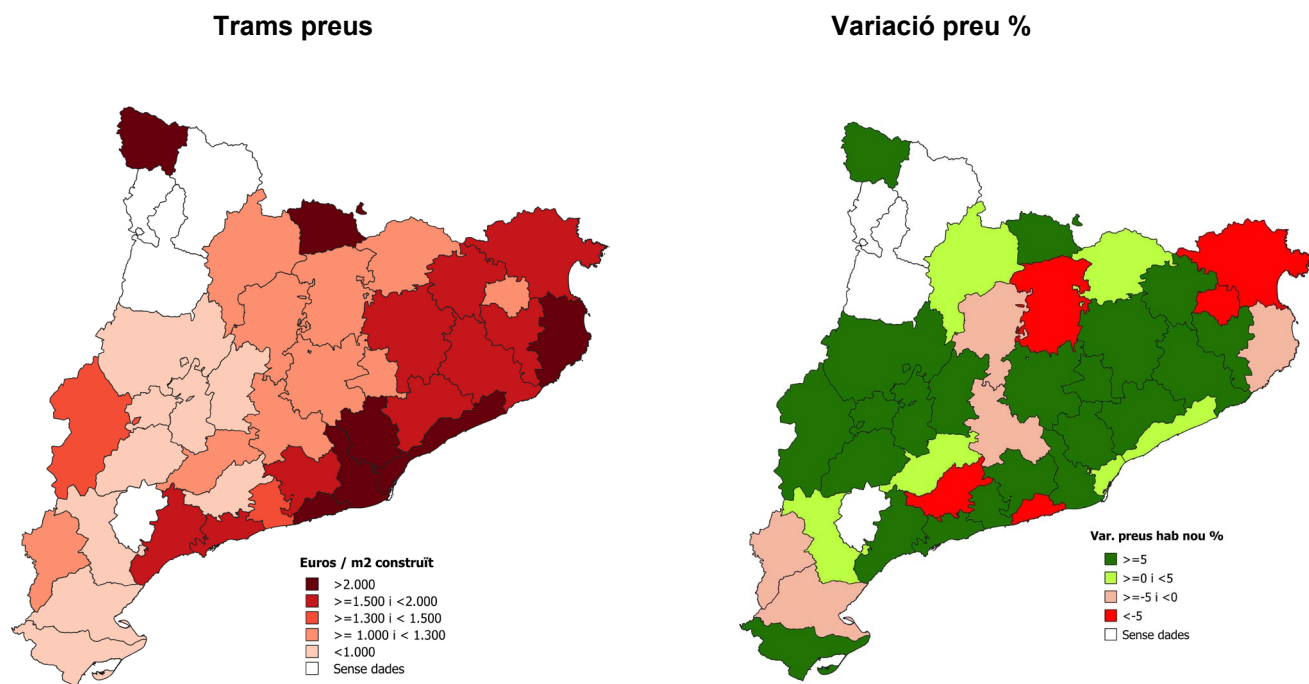 Trams preus
Variació preu %
Euros / m2 construït
>2.000
>=1.500 i <2.000
>=1.300 i < 1.500
>= 1.000 i < 1.300
<1.000
Sense dades
Var. preus hab nou %
>=5
>=0 i <5
>=-5 i <0
<-5
Sense dades